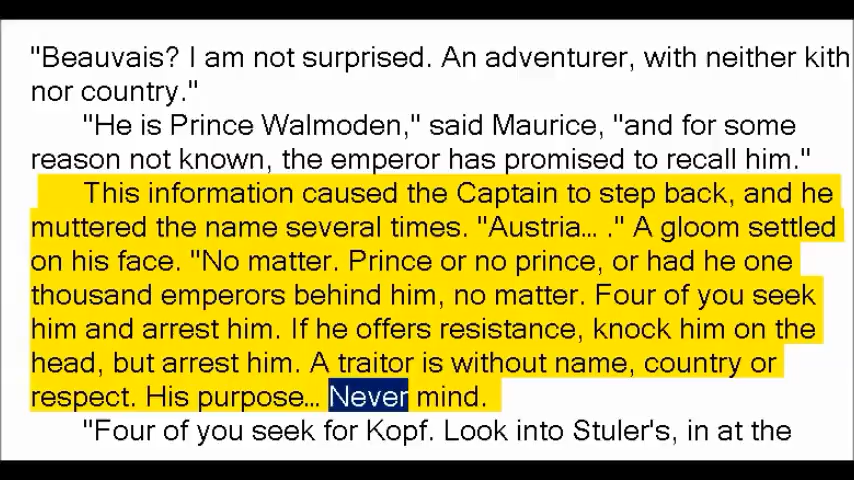 "Beauvais? I am not surprised. An adventurer, with neither kith
nor country."
"He is Prince Walmoden," said Maurice, "and for some
reason not known, the emperor has promised to recall him."
This information caused the Captain to step back, and he
muttered the name several times. "Austria... ." A gloom settled
on his face. "No matter. Prince or no prince, or had he one
thousand emperors behind him, no matter. Four of you seek
him and arrest him. If he offers resistance, knock him on the
head, but arrest him. A traitor is without name, country or
respect. His purpose... Never mind.
"Four of you seek for Kopf. Look into Stuler's, in at the